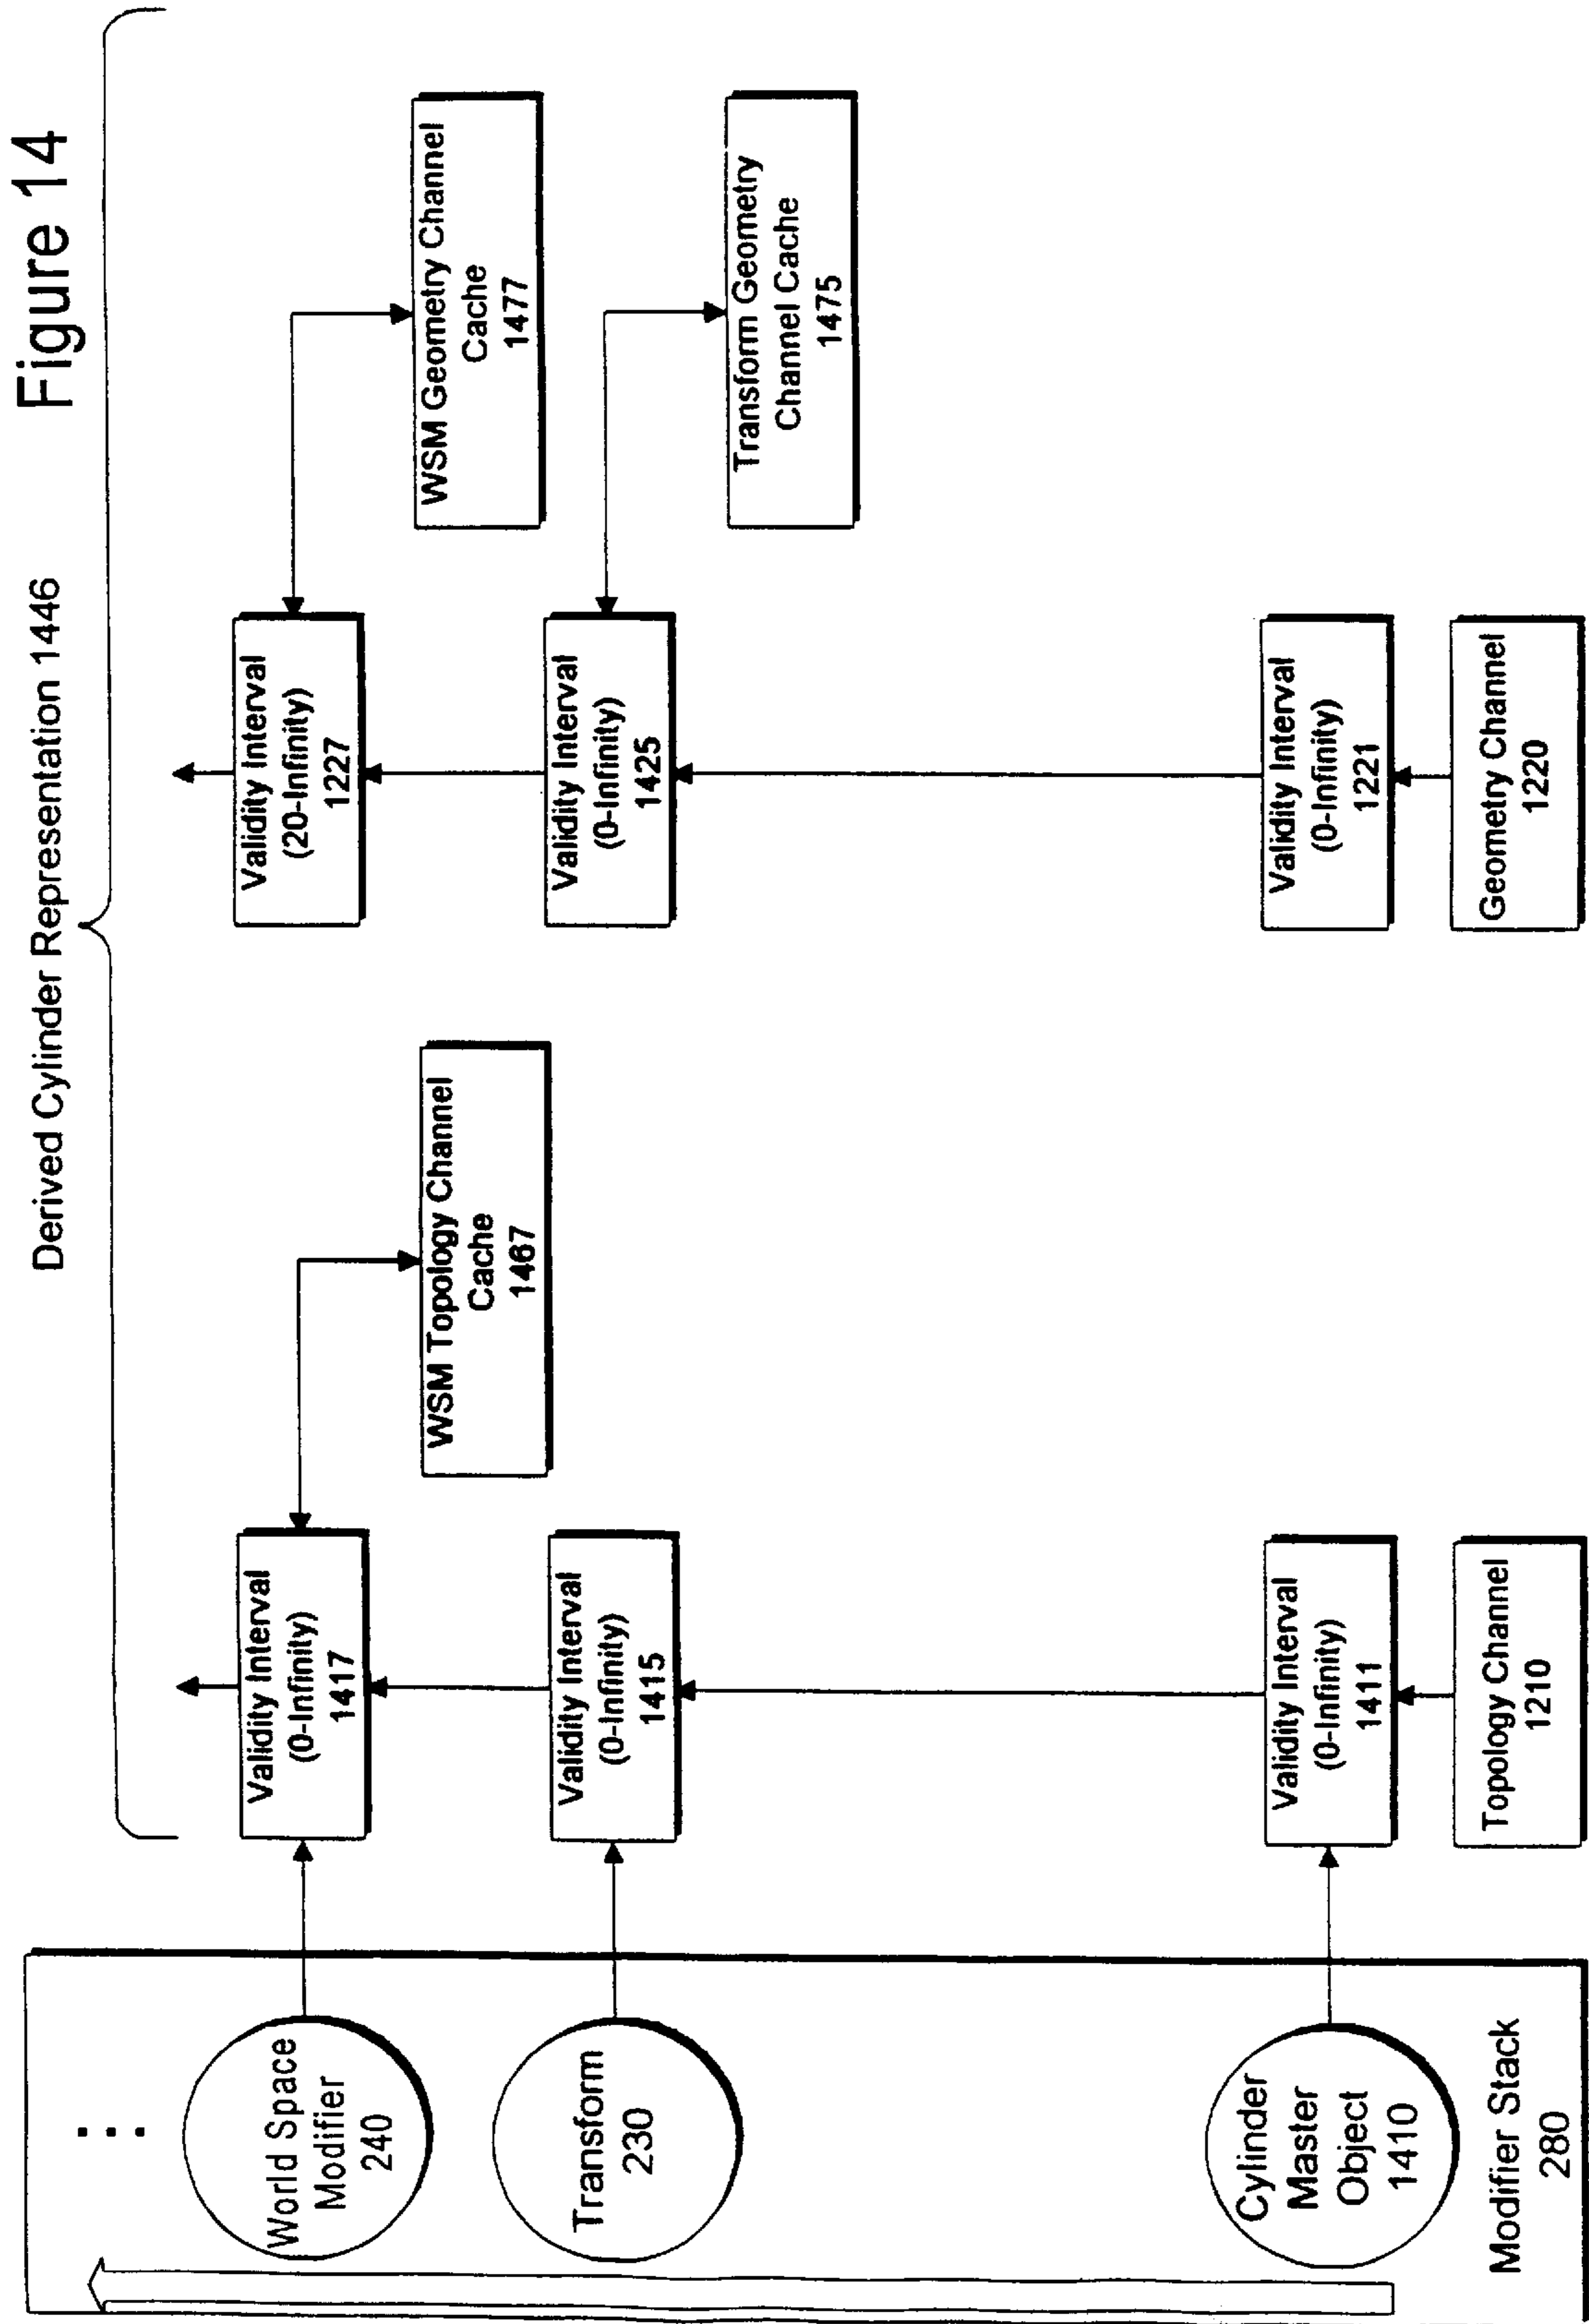 Figure 14
Derived Cylinder Representation 1446
World Space
Modifier
240
Validity Interval
(0-Infinity)
1417
WSM Topology Channel
Cache
1467
Validity Interval
(20-Infinity)
1227
WSM Geometry Channel
Cache
1477
Transform
230
Validity Interval
(0-Infinity)
1415
Validity Interval
(0-Infinity)
1425
Transform Geometry
Channel Cache
1475
Cylinder
Master
Object
1410
Validity Interval
(0-Infinity)
1411
Validity Interval
(0-Infinity)
1221
Modifier Stack
280
Topology Channel
1210
Geometry Channel
1220